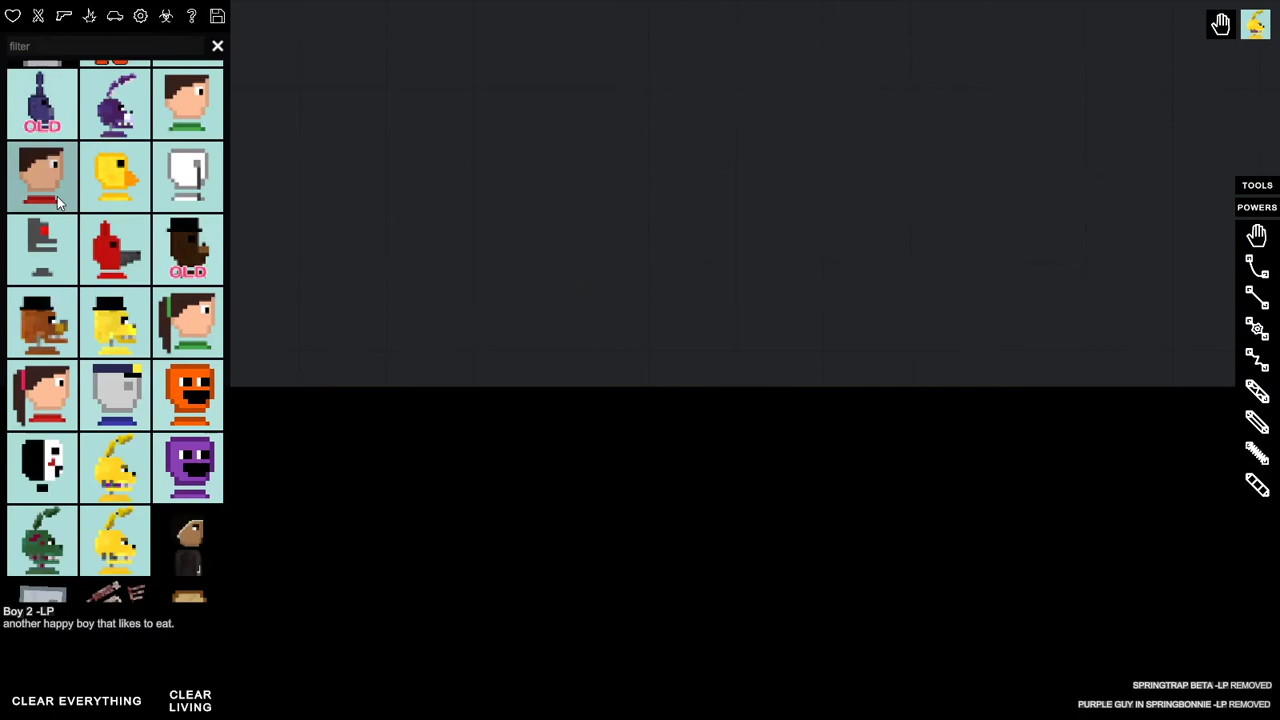 filter
OLD
OLD
Boy 2 -LP
another happy boy that likes to eat.
CLEAR EVERYTHING
CLEAR
LIVING
TOOLS
POWERS
SPRINGTRAP BETA -LP REMOVED
PURPLE GUY IN SPRINGBONNIE -LP REMOVED